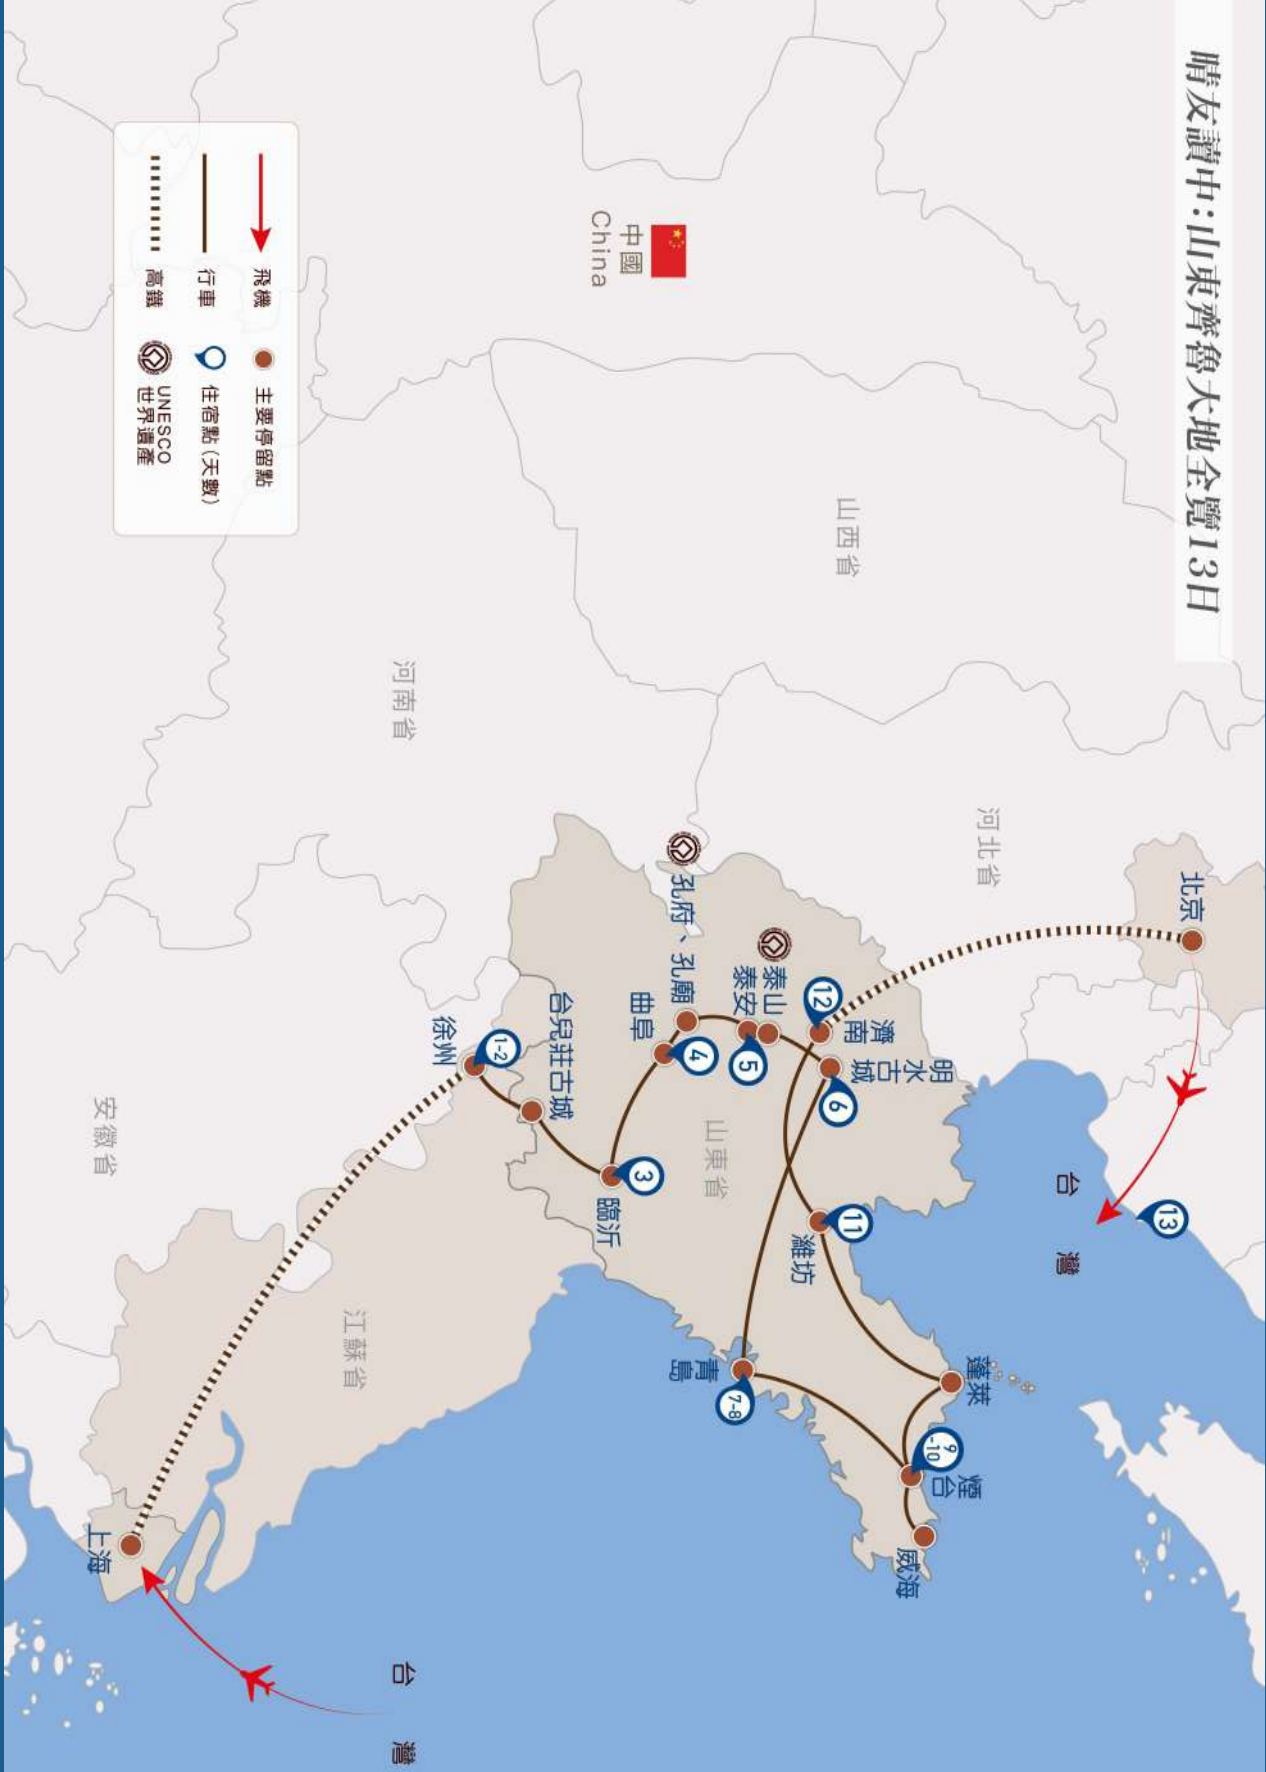 晴友讀中:山東齊魯大地全覽13日
中國
China
飛機
主要停留點
行車
住宿點(天數)
高鐵
UNESCO
世界遺產
山西省
河北省
河南省
山東省
安徽省
江蘇省
北京
台灣
13
12
濟南
明水古城
6
泰山
泰安
5
孔府、孔廟
曲阜
4
台兒莊古城
徐州
1-2
3
臨沂
11
濰坊
蓬萊
9
-10
煙台
威海
青島
7-8
上海
台灣